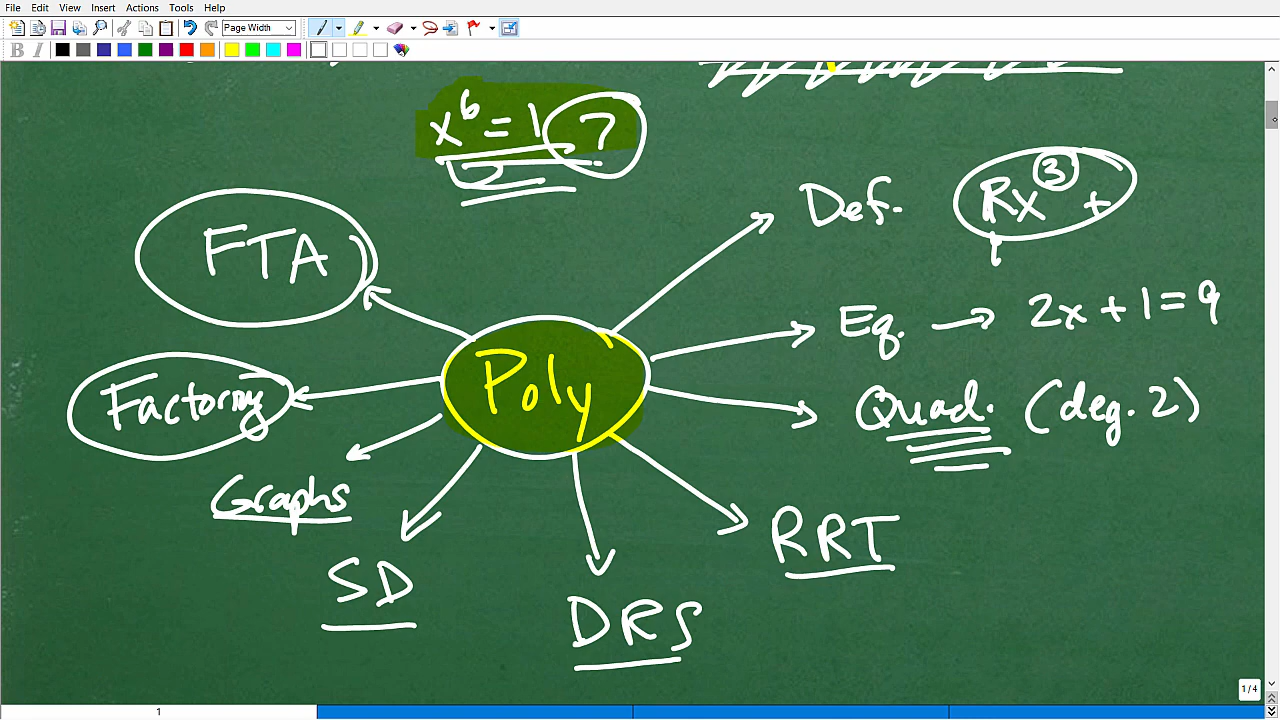 File Edit View Insert Actions Tools Help
Page Width
B I
x⁶ = 1 ?
FTA
Def.
Rx³ +
Eq. → 2x + 1 = 9
Poly
Factoring
Quad. (deg. 2)
Graphs
RRT
SD
DRS
1/4
1